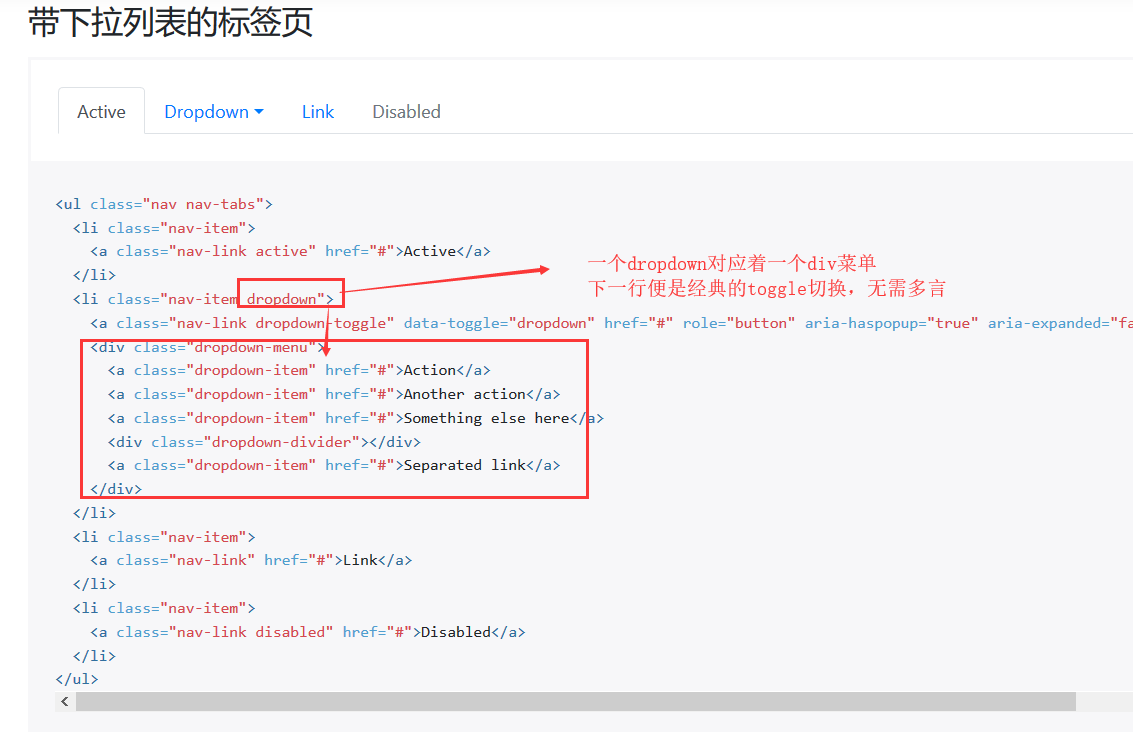 带下拉列表的标签页
Active Dropdown Link Disabled
<ul class="nav nav-tabs">
<li class="nav-item">
<a class="nav-link active" href="#">Active</a>
</li>
<li class="nav-item dropdown">
<a class="nav-link dropdown-toggle" data-toggle="dropdown" href="#" role="button" aria-haspopup="true" aria-expanded="fa
<div class="dropdown-menu">
<a class="dropdown-item" href="#">Action</a>
<a class="dropdown-item" href="#">Another action</a>
<a class="dropdown-item" href="#">Something else here</a>
<div class="dropdown-divider"></div>
<a class="dropdown-item" href="#">Separated link</a>
</div>
</li>
<li class="nav-item">
<a class="nav-link" href="#">Link</a>
</li>
<li class="nav-item">
<a class="nav-link disabled" href="#">Disabled</a>
</li>
</ul>
一个dropdown对应着一个div菜单
下一行便是经典的toggle切换，无需多言